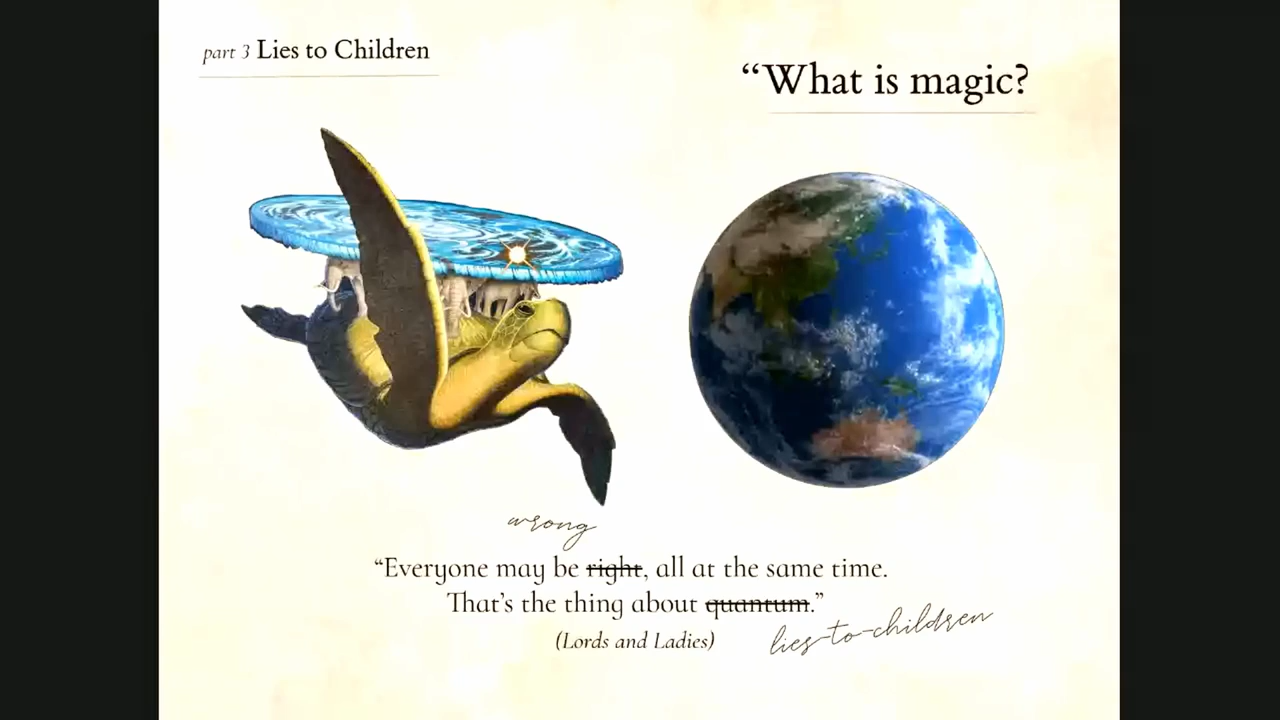 part 3 Lies to Children
“What is magic?
wrong
“Everyone may be right, all at the same time.
That’s the thing about quantum.”
lies-to-children
(Lords and Ladies)